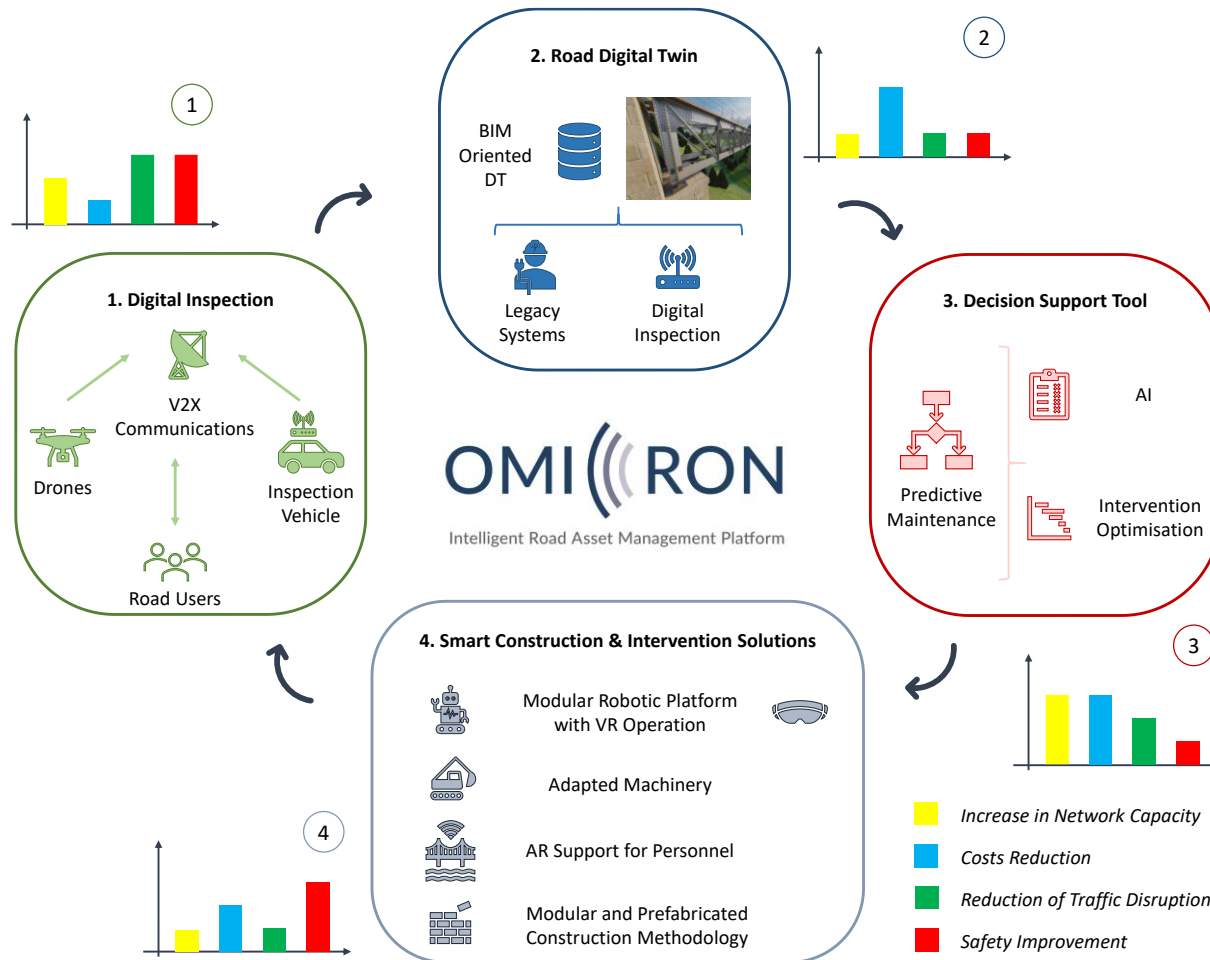 1
2
2. Road Digital Twin
BIM
Oriented
DT
Legacy
Systems
Digital
Inspection
1. Digital Inspection
V2X
Communications
Drones
Inspection
Vehicle
Road Users
3. Decision Support Tool
AI
Predictive
Maintenance
Intervention
Optimisation
OMICRON
Intelligent Road Asset Management Platform
4. Smart Construction & Intervention Solutions
Modular Robotic Platform
with VR Operation
Adapted Machinery
AR Support for Personnel
Modular and Prefabricated
Construction Methodology
3
4
Increase in Network Capacity
Costs Reduction
Reduction of Traffic Disruption
Safety Improvement